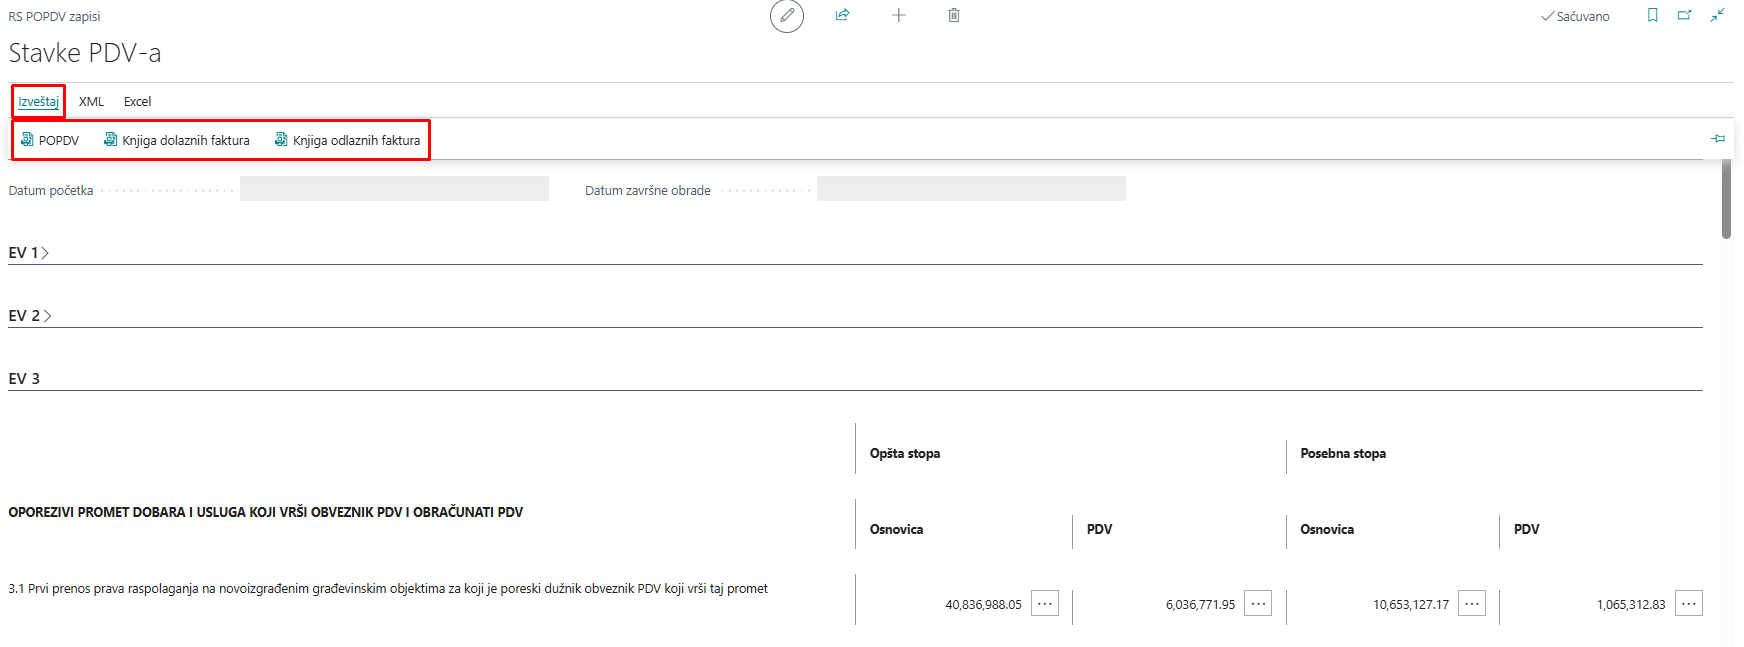 RS POPDV zapisi
Sačuvano
Stavke PDV-a
Izveštaj XML Excel
POPDV Knjiga dolaznih faktura Knjiga odlaznih faktura
Datum početka Datum završne obrade
EV 1
EV 2
EV 3
Opšta stopa Posebna stopa
OPOREZIVI PROMET DOBARA I USLUGA KOJI VRŠI OBVEZNIK PDV I OBRAČUNATI PDV
Osnovica PDV Osnovica PDV
3.1 Prvi prenos prava raspolaganja na novoizgrađenim građevinskim objektima za koji je poreski dužnik obveznik PDV koji vrši taj promet
40,836,988.05 6,036,771.95 10,653,127.17 1,065,312.83